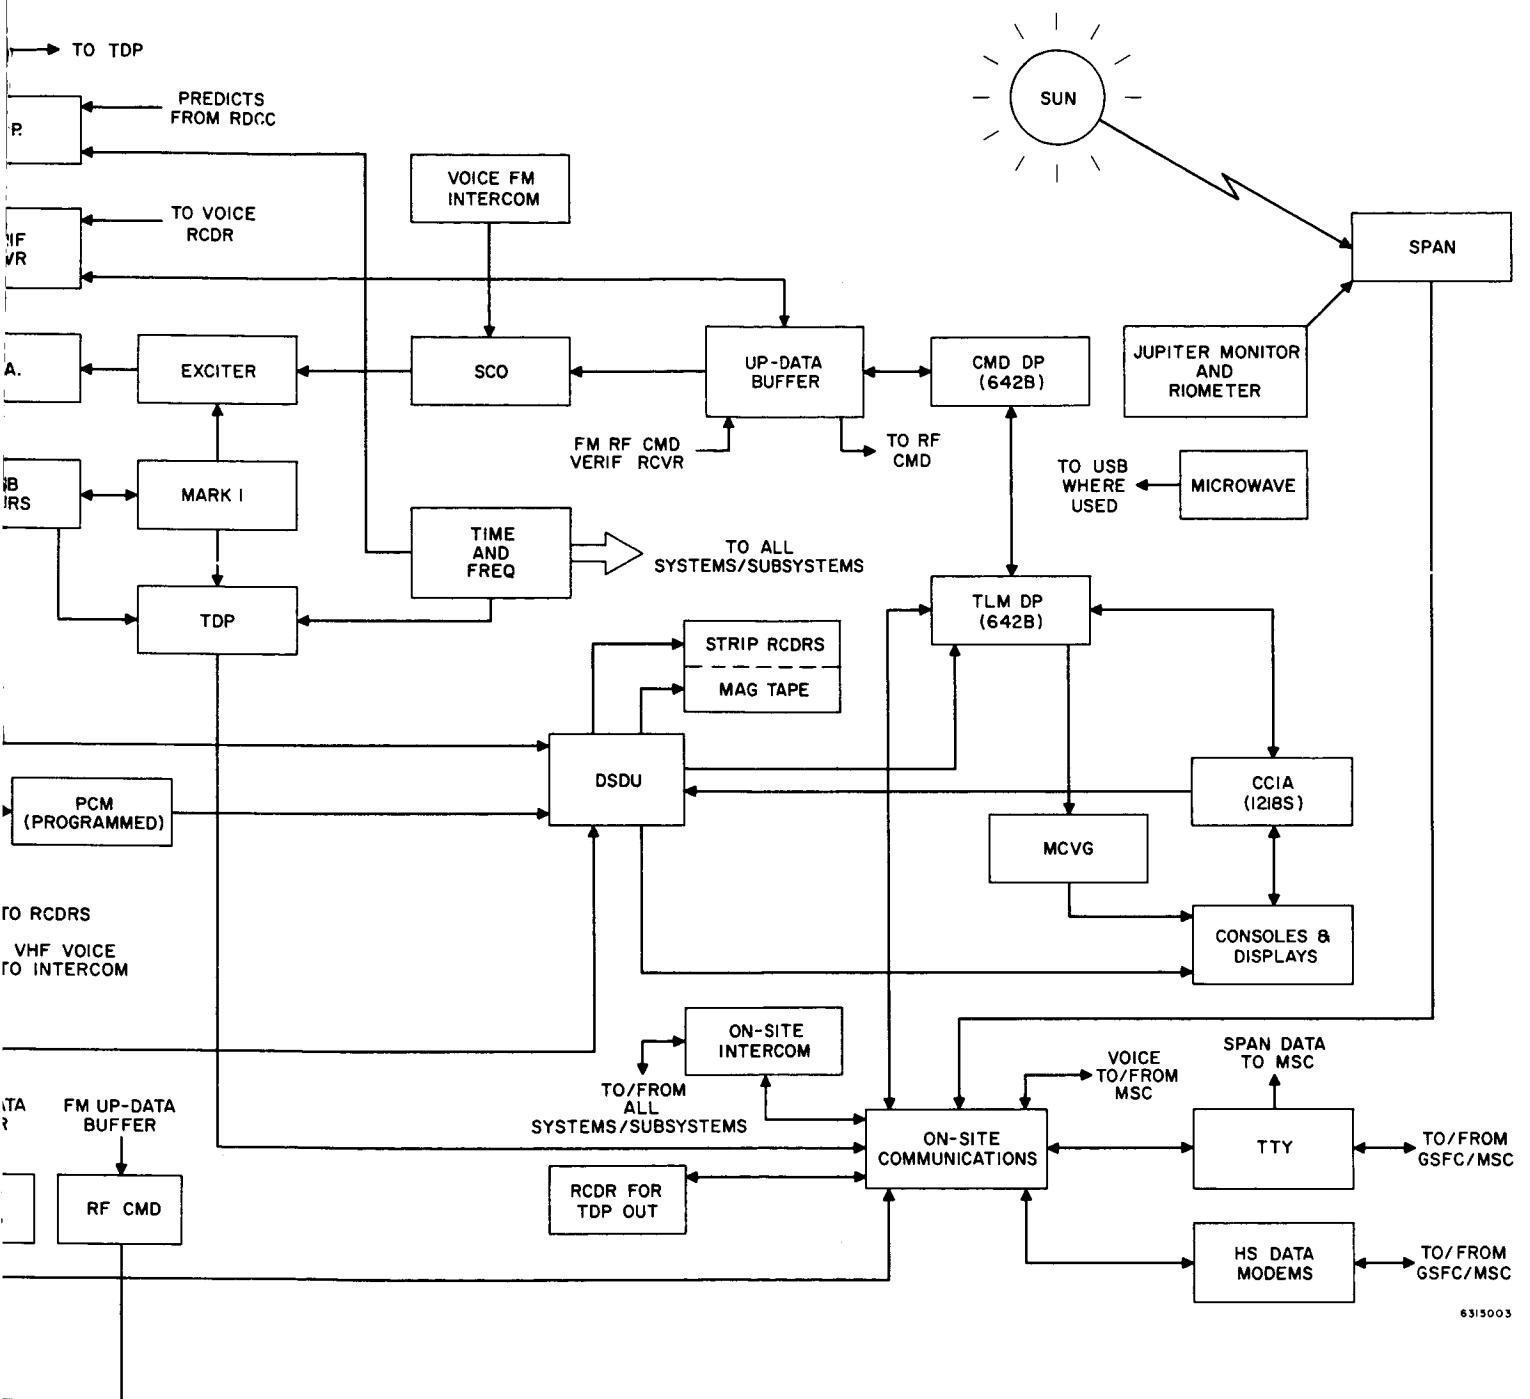 TO TDP
SUN
PREDICTS
FROM RDCC
P.
VOICE FM
INTERCOM
TO VOICE
RCDR
IF
VR
SPAN
A.
EXCITER
SCO
UP-DATA
BUFFER
CMD DP
(642B)
JUPITER MONITOR
AND
RIOMETER
FM RF CMD
VERIF RCVR
TO RF
CMD
TO USB
WHERE
USED
MICROWAVE
RS
MARK I
TIME
AND
FREQ
TO ALL
SYSTEMS/SUBSYSTEMS
TDP
TLM DP
(642B)
STRIP RCDRS
MAG TAPE
DSDU
CCIA
(1218S)
PCM
(PROGRAMMED)
MCVG
TO RCDRS
VHF VOICE
TO INTERCOM
CONSOLES &
DISPLAYS
ON-SITE
INTERCOM
TO/FROM
ALL
SYSTEMS/SUBSYSTEMS
VOICE
TO/FROM
MSC
SPAN DATA
TO MSC
ATA
R
FM UP-DATA
BUFFER
ON-SITE
COMMUNICATIONS
TTY
TO/FROM
GSFC/MSC
RF CMD
RCDR FOR
TDP OUT
HS DATA
MODEMS
TO/FROM
GSFC/MSC
6315003